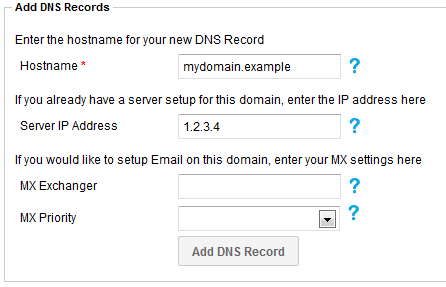 Add DNS Records
Enter the hostname for your new DNS Record
Hostname * mydomain.example ?
If you already have a server setup for this domain, enter the IP address here
Server IP Address 1.2.3.4 ?
If you would like to setup Email on this domain, enter your MX settings here
MX Exchanger ?
MX Priority ?
Add DNS Record